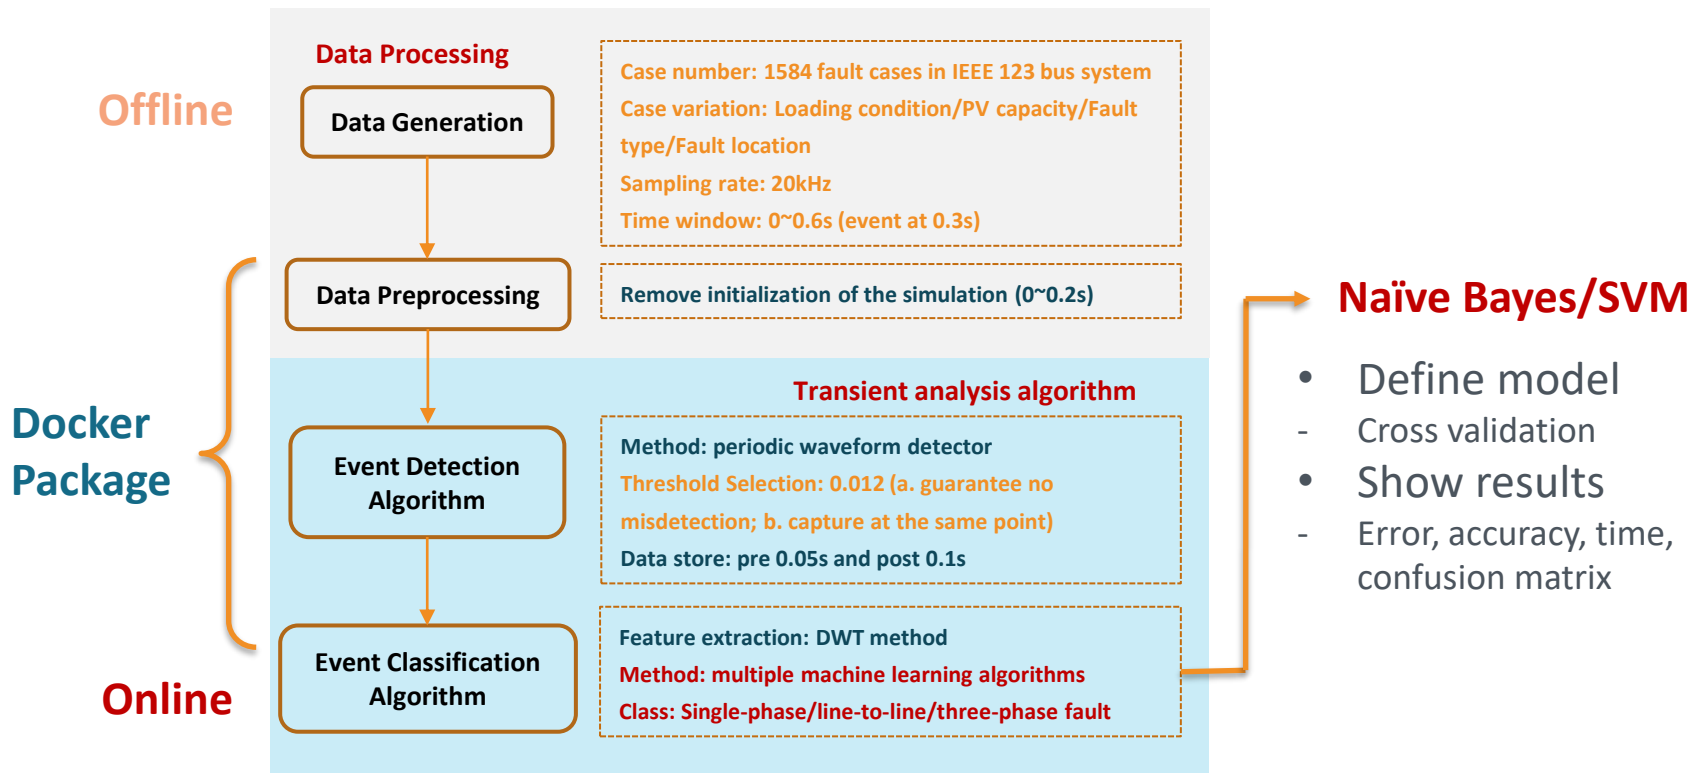 Data Processing
Offline
Data Generation
Case number: 1584 fault cases in IEEE 123 bus system
Case variation: Loading condition/PV capacity/Fault
type/Fault location
Sampling rate: 20kHz
Time window: 0~0.6s (event at 0.3s)
Data Preprocessing
Remove initialization of the simulation (0~0.2s)
Docker
Package
Transient analysis algorithm
Event Detection
Algorithm
Method: periodic waveform detector
Threshold Selection: 0.012 (a. guarantee no
misdetection; b. capture at the same point)
Data store: pre 0.05s and post 0.1s
Online
Event Classification
Algorithm
Feature extraction: DWT method
Method: multiple machine learning algorithms
Class: Single-phase/line-to-line/three-phase fault
Naïve Bayes/SVM
• Define model
- Cross validation
• Show results
- Error, accuracy, time,
confusion matrix